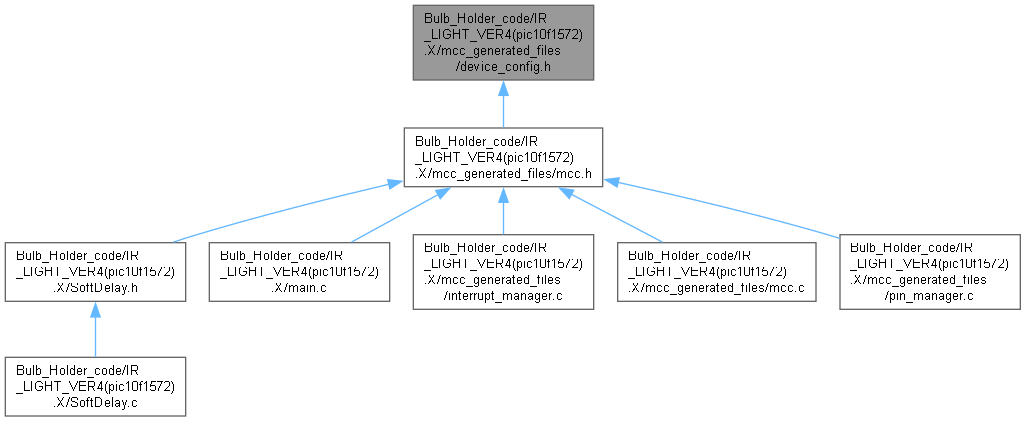 Bulb_Holder_code/IR
_LIGHT_VER4(pic10f1572)
.X/mcc_generated_files
/device_config.h
Bulb_Holder_code/IR
_LIGHT_VER4(pic10f1572)
.X/mcc_generated_files/mcc.h
Bulb_Holder_code/IR
_LIGHT_VER4(pic10f1572)
.X/SoftDelay.h
Bulb_Holder_code/IR
_LIGHT_VER4(pic10f1572)
.X/main.c
Bulb_Holder_code/IR
_LIGHT_VER4(pic10f1572)
.X/mcc_generated_files
/interrupt_manager.c
Bulb_Holder_code/IR
_LIGHT_VER4(pic10f1572)
.X/mcc_generated_files/mcc.c
Bulb_Holder_code/IR
_LIGHT_VER4(pic10f1572)
.X/mcc_generated_files
/pin_manager.c
Bulb_Holder_code/IR
_LIGHT_VER4(pic10f1572)
.X/SoftDelay.c